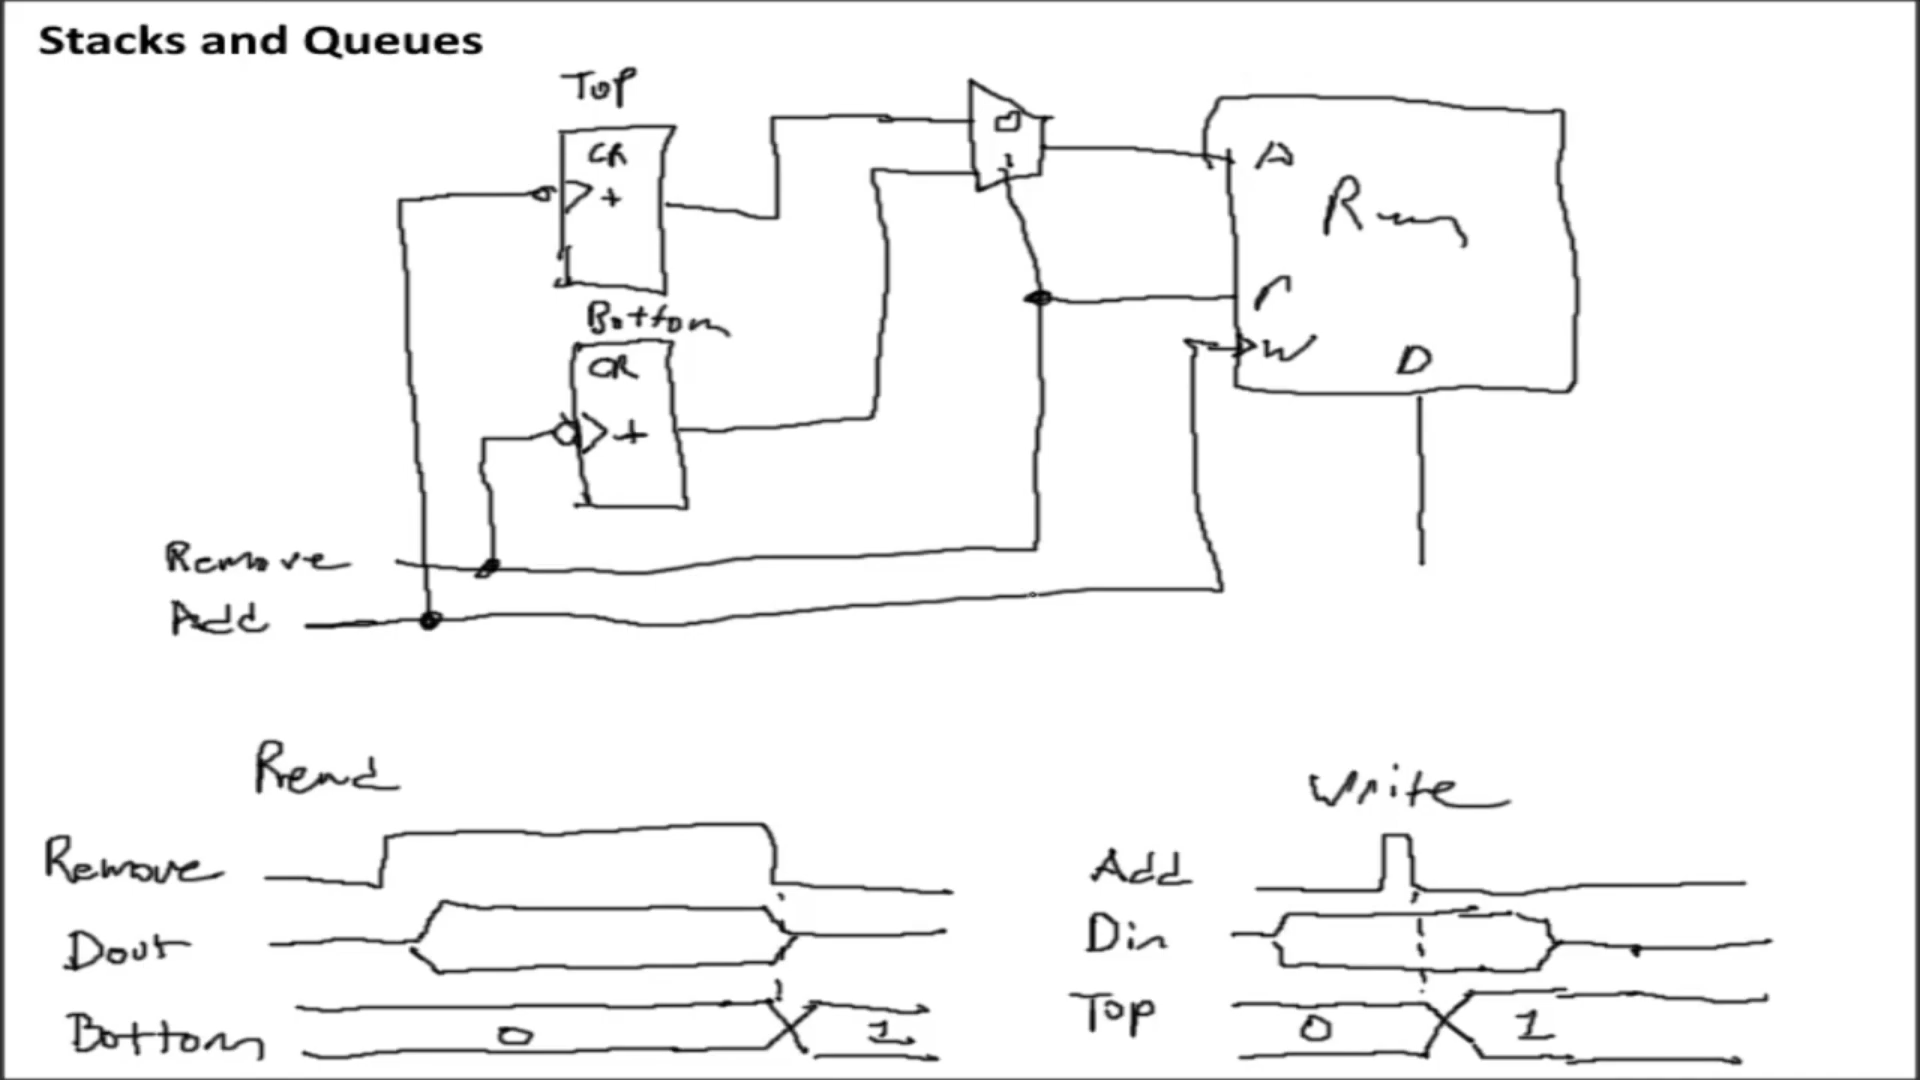 Stacks and Queues
Top
CR
+
0
1
A
Ram
r
W
D
Bottom
CR
+
Remove
Add
Read
Write
Remove
Add
Dout
Din
Bottom 0 1
Top 0 1